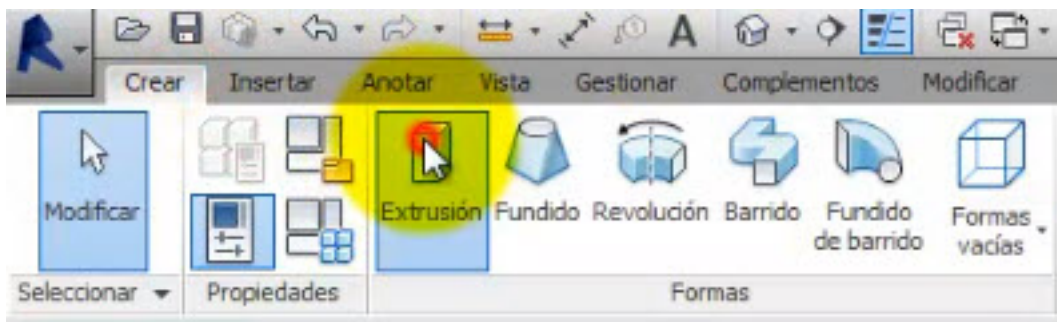 Crear Insertar Anotar Vista Gestionar Complementos Modificar
Modificar Extrusión Fundido Revolución Barrido Fundido de barrido Formas vacías
Seleccionar Propiedades Formas